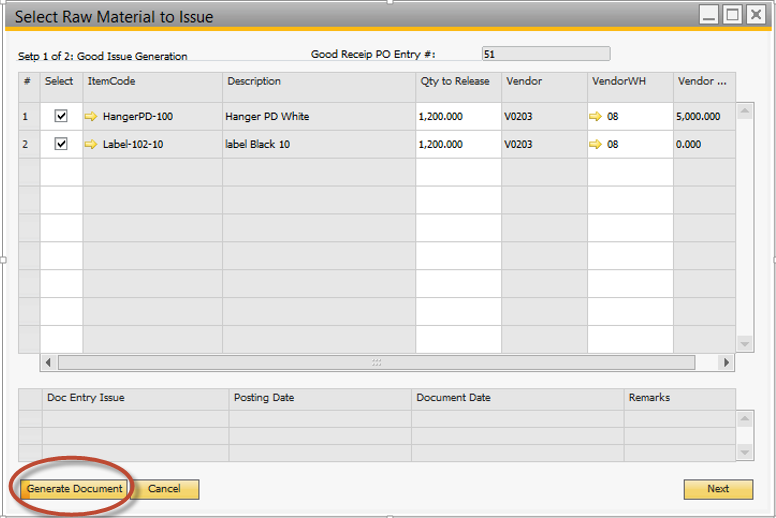 Select Raw Material to Issue
Setp 1 of 2: Good Issue Generation Good Receip PO Entry #: 51
# Select ItemCode Description Qty to Release Vendor VendorWH Vendor ...
1 HangerPD-100 Hanger PD White 1,200.000 V0203 08 5,000.000
2 Label-102-10 label Black 10 1,200.000 V0203 08 0.000
Doc Entry Issue Posting Date Document Date Remarks
Generate Document Cancel Next